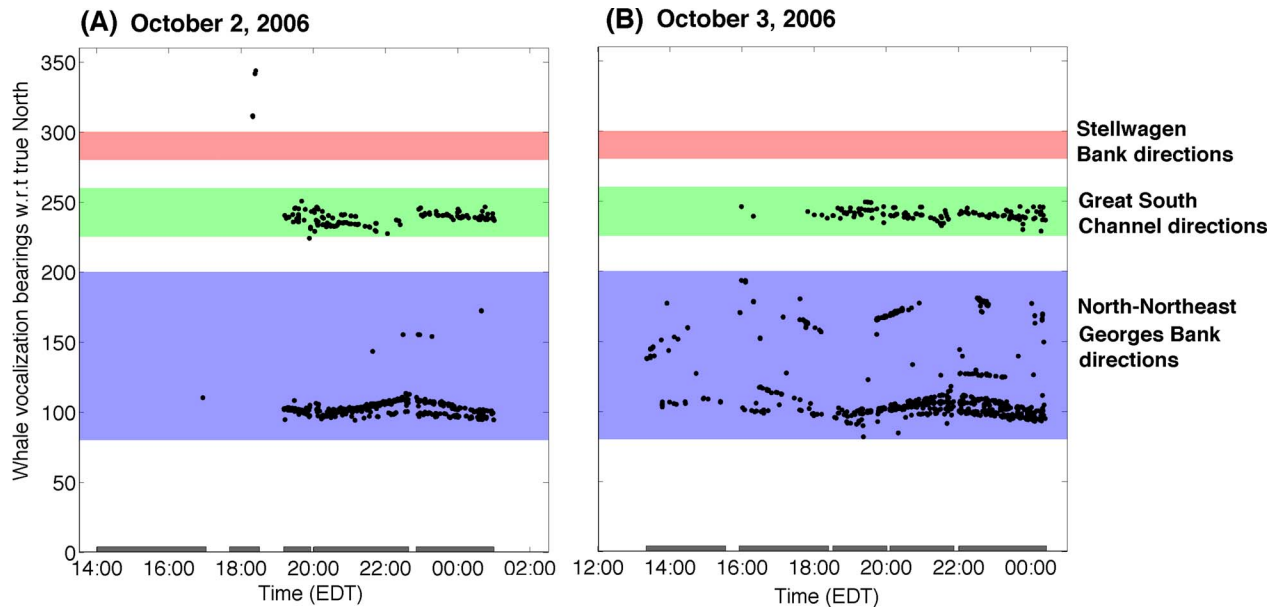 (A) October 2, 2006
(B) October 3, 2006
Whale vocalization bearings w.r.t true North
350
300
250
200
150
100
50
0
14:00 16:00 18:00 20:00 22:00 00:00 02:00
Time (EDT)
12:00 14:00 16:00 18:00 20:00 22:00 00:00
Time (EDT)
Stellwagen
Bank directions
Great South
Channel directions
North-Northeast
Georges Bank
directions